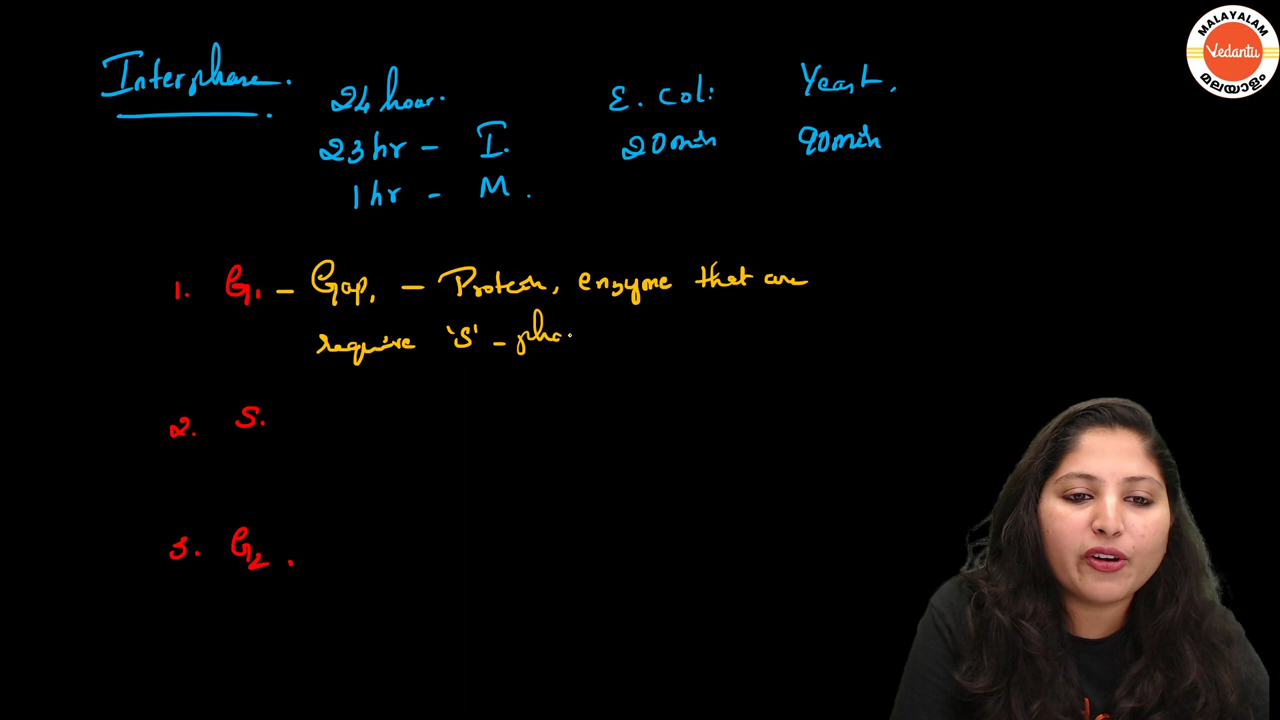 Interphase.
24 hour. E. coli Yeast.
23 hr - I. 20 min 90 min
1 hr - M.
1. G1 - Gap1 - Protein, enzyme that are
require 'S' - pha.
2. S.
3. G2.
MALAYALAM
Vedantu
മലയാളം